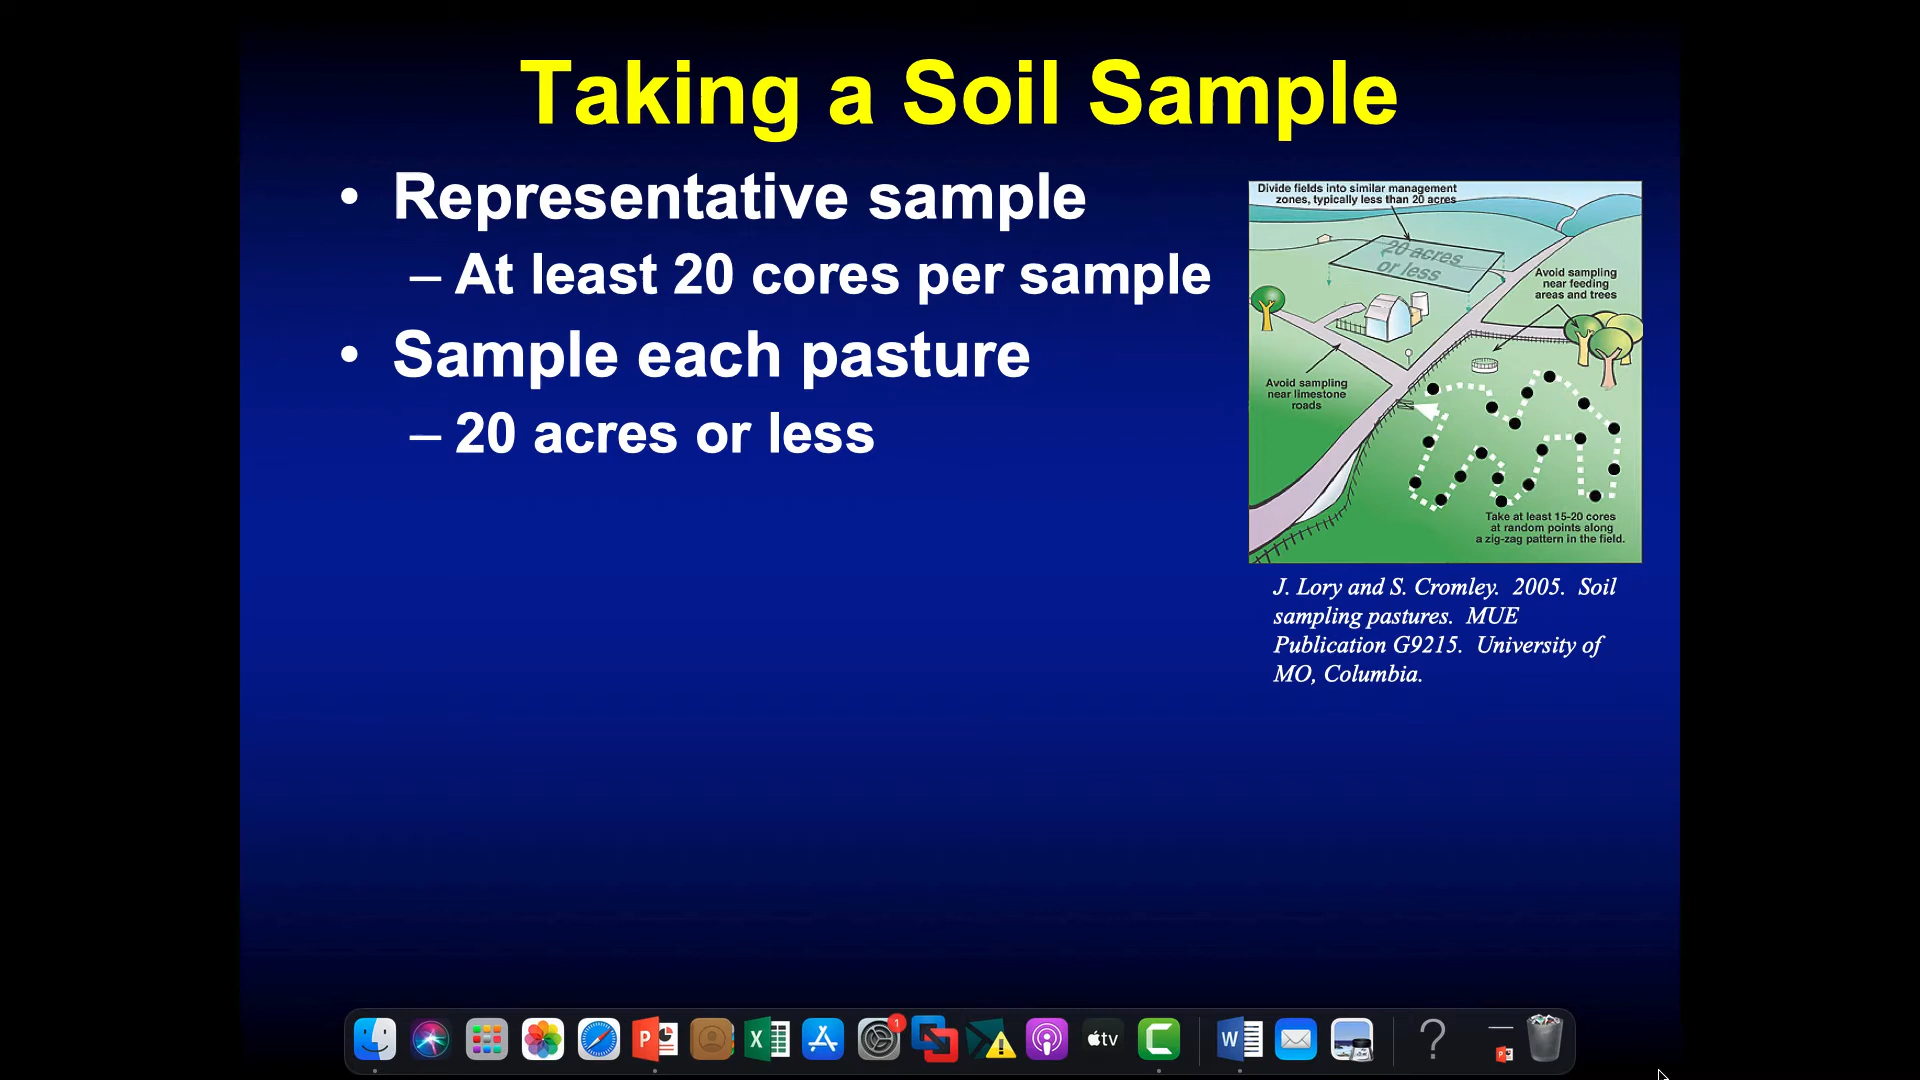 Taking a Soil Sample
• Representative sample
– At least 20 cores per sample
• Sample each pasture
– 20 acres or less
Divide fields into similar management
zones, typically less than 20 acres
20 acres
or less
Avoid sampling
near feeding
areas and trees
Avoid sampling
near limestone
roads
Take at least 15-20 cores
at random points along
a zig-zag pattern in the field.
J. Lory and S. Cromley. 2005. Soil
sampling pastures. MUE
Publication G9215. University of
MO, Columbia.
P
X
1
tv
C
W
?
P